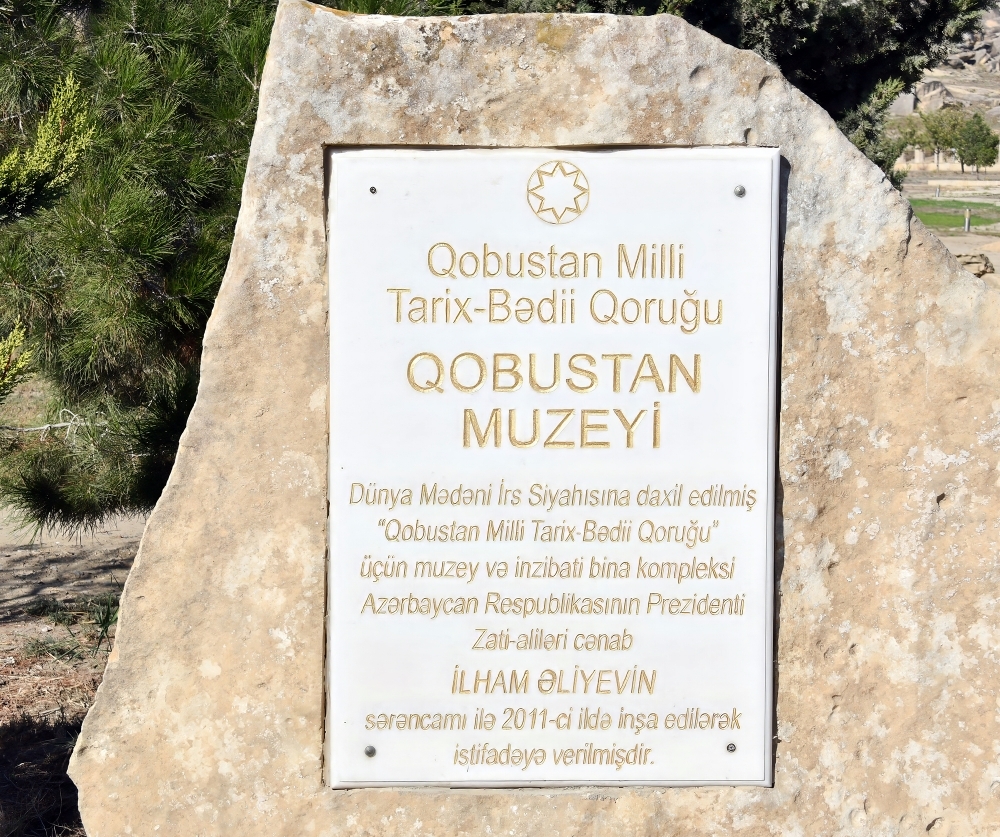 Qobustan Milli
Tarix-Bədii Qoruğu
QOBUSTAN
MUZEYİ
Dünya Mədəni İrs Siyahısına daxil edilmiş
“Qobustan Milli Tarix-Bədii Qoruğu”
üçün muzey və inzibati bina kompleksi
Azərbaycan Respublikasının Prezidenti
Zati-aliləri cənab
İLHAM ƏLİYEVİN
sərəncamı ilə 2011-ci ildə inşa edilərək
istifadəyə verilmişdir.